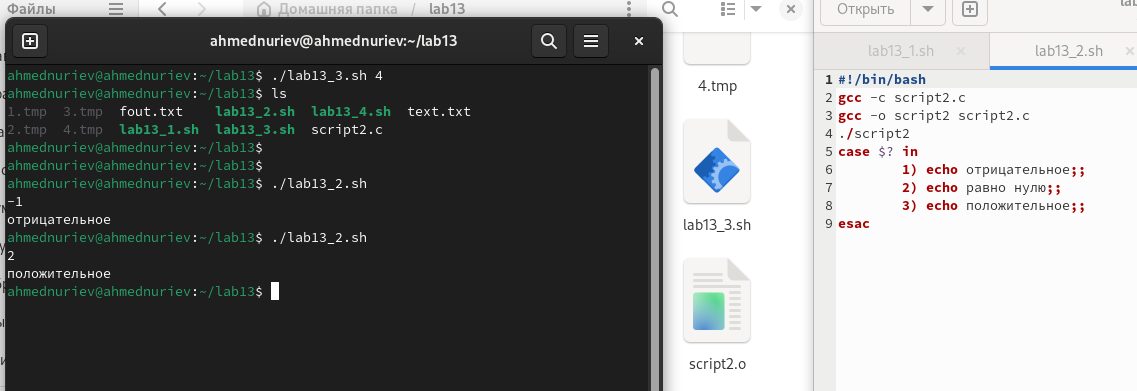 Файлы
Домашняя папка / lab13
ahmednuriev@ahmednuriev:~/lab13
ahmednuriev@ahmednuriev:~/lab13$ ./lab13_3.sh 4
ahmednuriev@ahmednuriev:~/lab13$ ls
1.tmp 3.tmp fout.txt lab13_2.sh lab13_4.sh text.txt
2.tmp 4.tmp lab13_1.sh lab13_3.sh script2.c
ahmednuriev@ahmednuriev:~/lab13$
ahmednuriev@ahmednuriev:~/lab13$
ahmednuriev@ahmednuriev:~/lab13$ ./lab13_2.sh
-1
отрицательное
ahmednuriev@ahmednuriev:~/lab13$ ./lab13_2.sh
2
положительное
ahmednuriev@ahmednuriev:~/lab13$
4.tmp
lab13_3.sh
script2.o
Открыть
lab13_1.sh
lab13_2.sh
1 #!/bin/bash
2 gcc -c script2.c
3 gcc -o script2 script2.c
4 ./script2
5 case $? in
6 1) echo отрицательное;;
7 2) echo равно нулю;;
8 3) echo положительное;;
9 esac